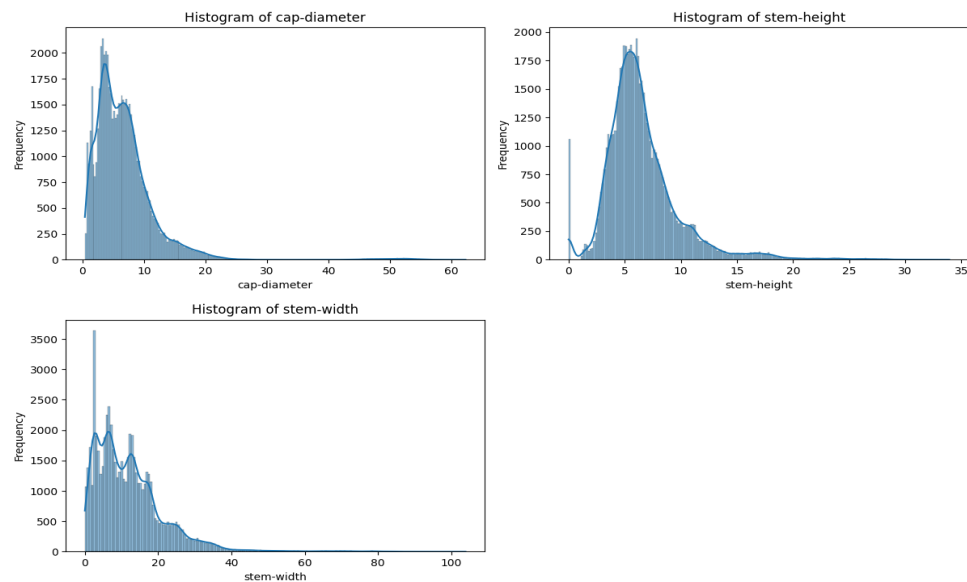 Histogram of cap-diameter
2000
1750
1500
1250
1000
750
500
250
0
Frequency
0 10 20 30 40 50 60
cap-diameter
Histogram of stem-height
2000
1750
1500
1250
1000
750
500
250
0
Frequency
0 5 10 15 20 25 30 35
stem-height
Histogram of stem-width
3500
3000
2500
2000
1500
1000
500
0
Frequency
0 20 40 60 80 100
stem-width